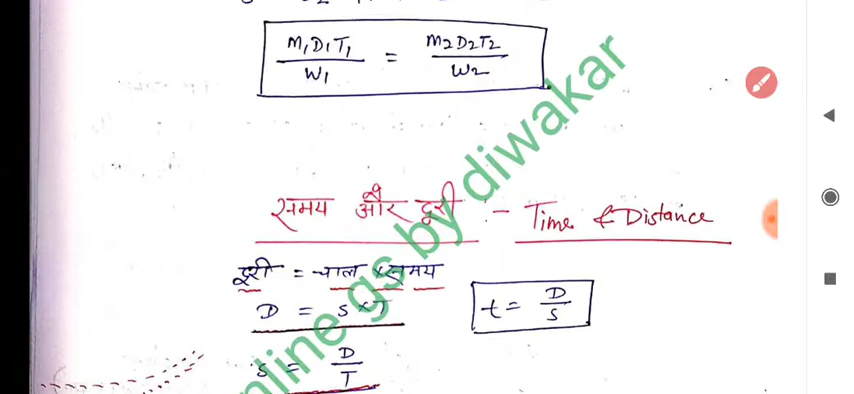 M₁D₁T₁/W₁ = M₂D₂T₂/W₂
समय और दूरी - Time & Distance
दूरी = चाल × समय
D = S × T
t = D/S
s = D/T
online gs by diwakar